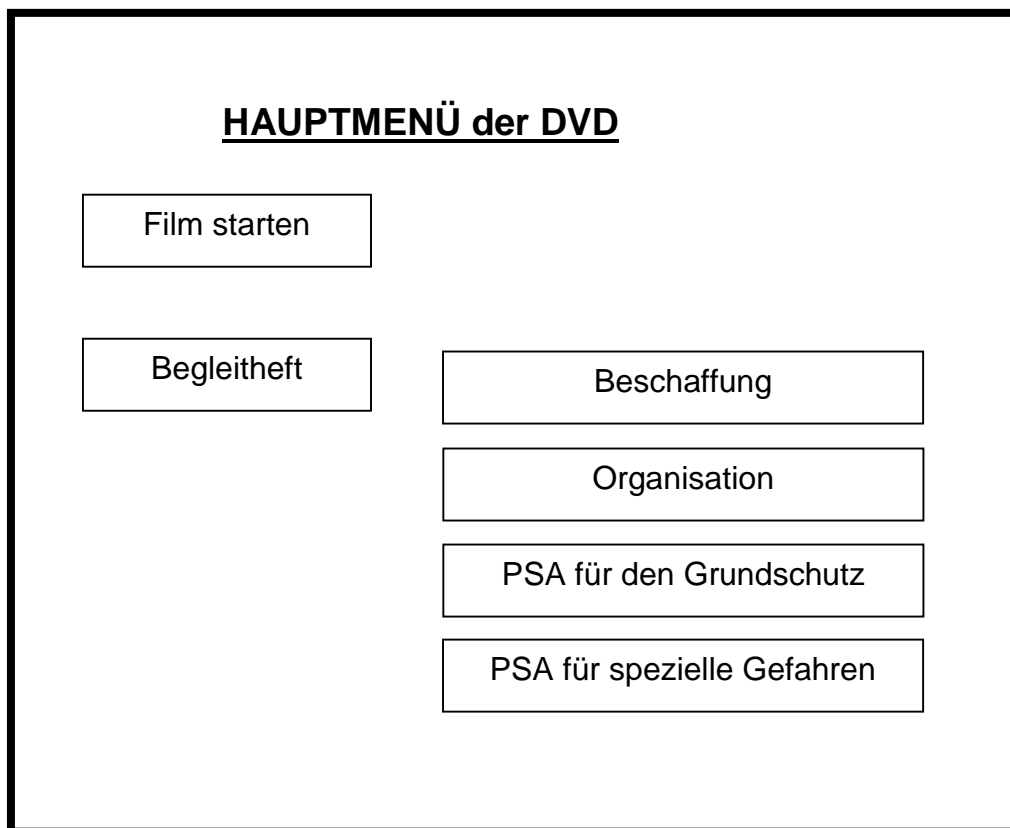 HAUPTMENÜ der DVD
Film starten
Begleitheft
Beschaffung
Organisation
PSA für den Grundschutz
PSA für spezielle Gefahren